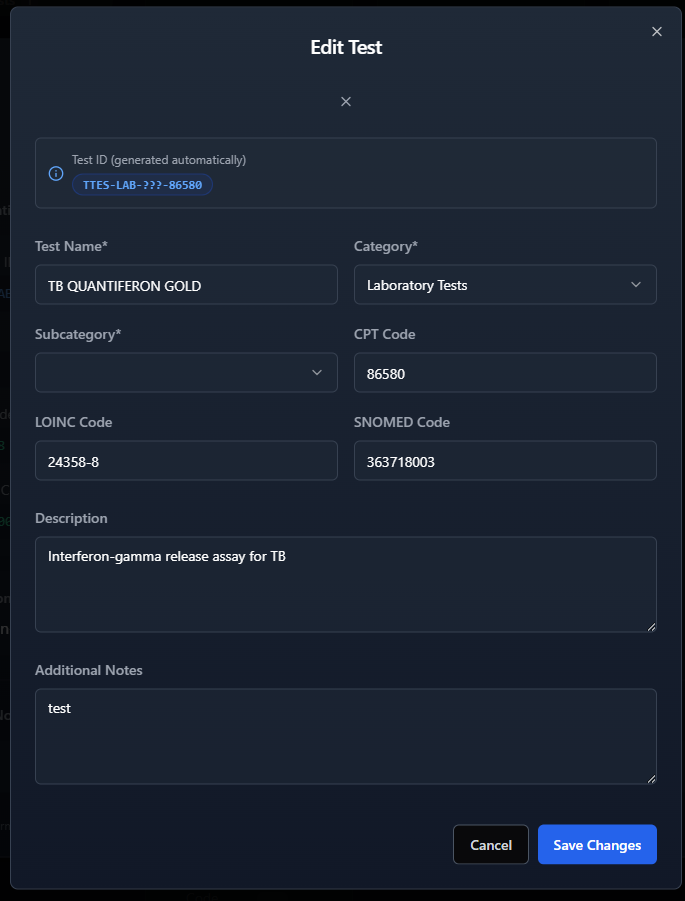 Edit Test
Test ID (generated automatically)
TTES-LAB-???-86580
Test Name*
Category*
TB QUANTIFERON GOLD
Laboratory Tests
Subcategory*
CPT Code
86580
LOINC Code
SNOMED Code
24358-8
363718003
Description
Interferon-gamma release assay for TB
Additional Notes
test
Cancel
Save Changes